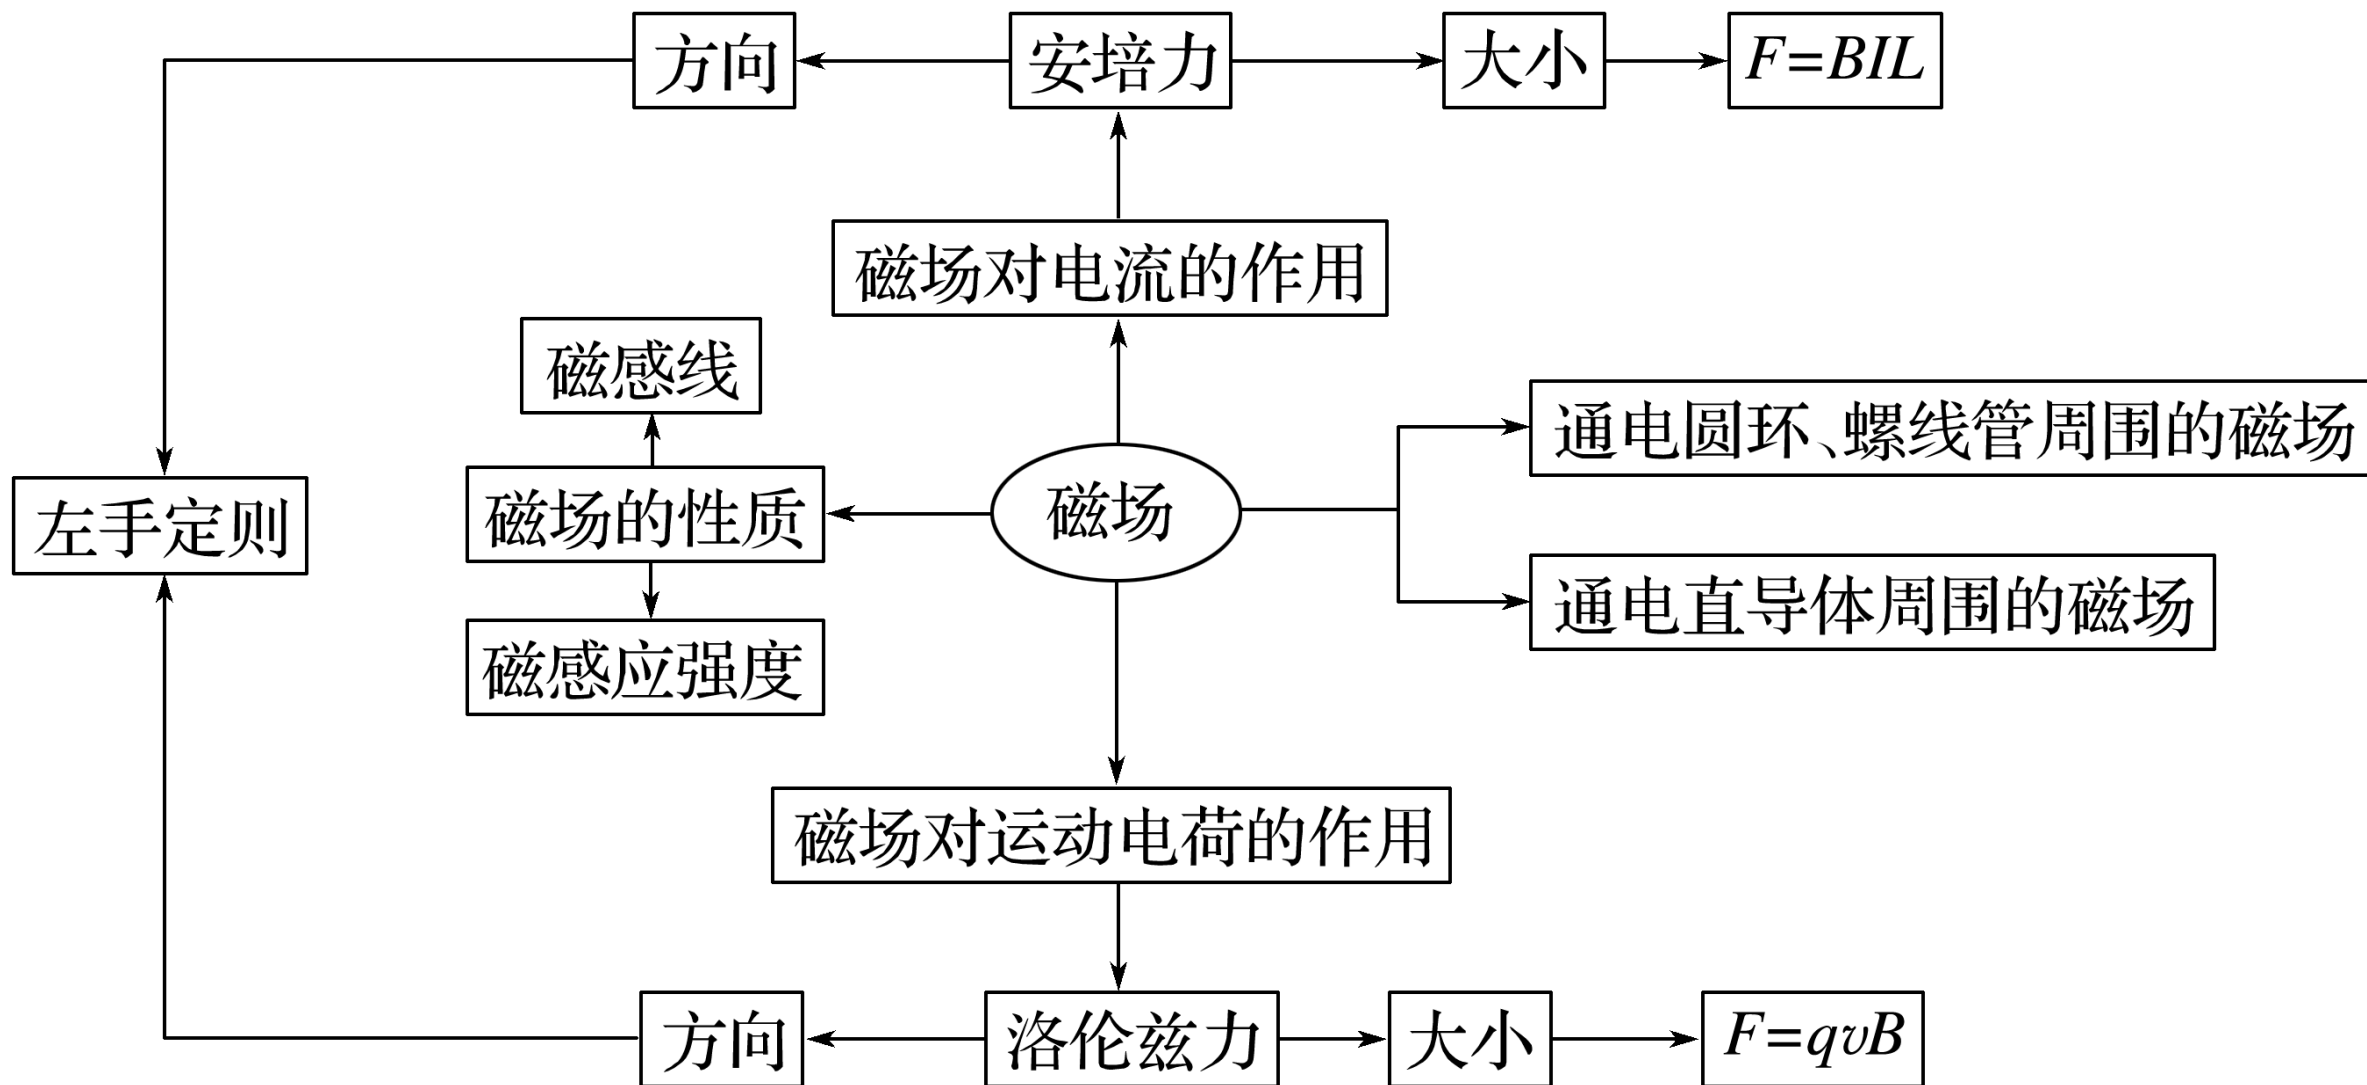 方向
安培力
大小
F=BIL
磁场对电流的作用
磁感线
通电圆环、螺线管周围的磁场
左手定则
磁场的性质
磁场
通电直导体周围的磁场
磁感应强度
磁场对运动电荷的作用
方向
洛伦兹力
大小
F=qvB